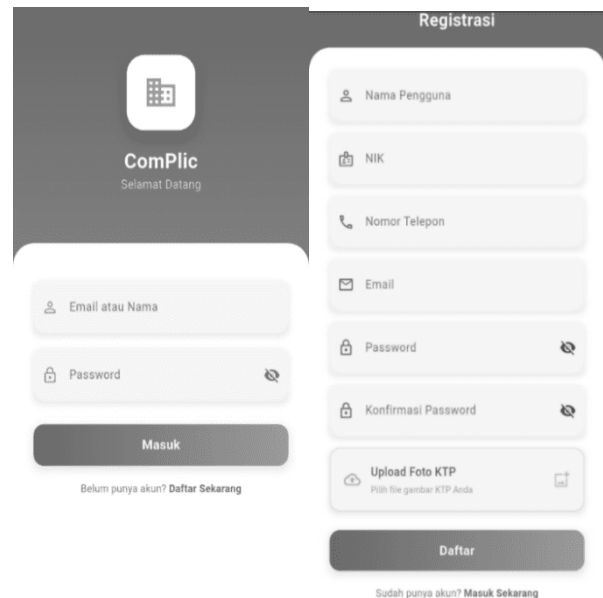 ComPlic
Selamat Datang
Email atau Nama
Password
Masuk
Belum punya akun? Daftar Sekarang
Registrasi
Nama Pengguna
NIK
Nomor Telepon
Email
Password
Konfirmasi Password
Upload Foto KTP
Pilih file gambar KTP Anda
Daftar
Sudah punya akun? Masuk Sekarang